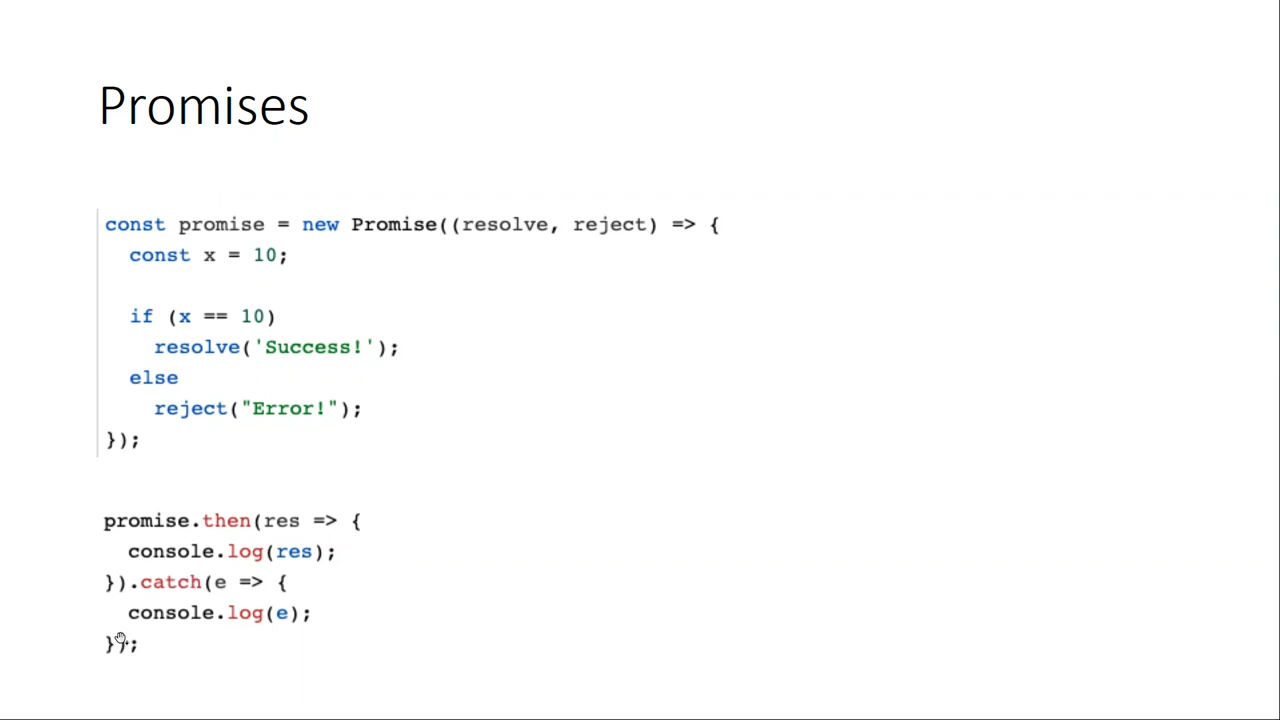 Promises
const promise = new Promise((resolve, reject) => {
const x = 10;
if (x == 10)
resolve('Success!');
else
reject("Error!");
});
promise.then(res => {
console.log(res);
}).catch(e => {
console.log(e);
});